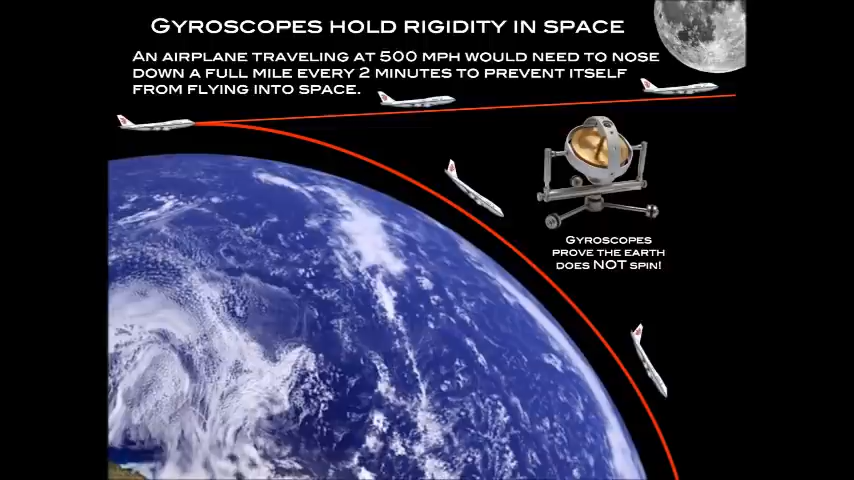 Gyroscopes hold rigidity in space
An airplane traveling at 500 mph would need to nose
down a full mile every 2 minutes to prevent itself
from flying into space.
Gyroscopes
prove the earth
does NOT spin!